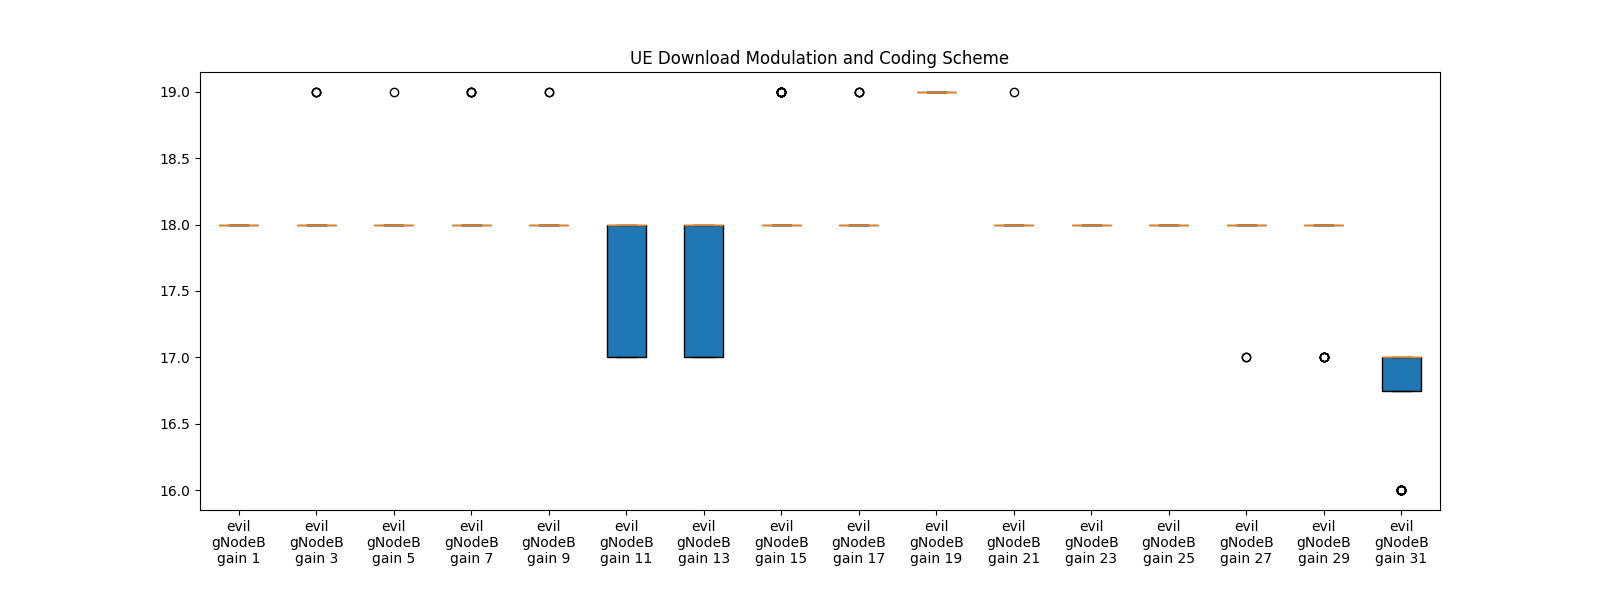 UE Download Modulation and Coding Scheme
19.0
18.5
18.0
17.5
17.0
16.5
16.0
evil gNodeB gain 1
evil gNodeB gain 3
evil gNodeB gain 5
evil gNodeB gain 7
evil gNodeB gain 9
evil gNodeB gain 11
evil gNodeB gain 13
evil gNodeB gain 15
evil gNodeB gain 17
evil gNodeB gain 19
evil gNodeB gain 21
evil gNodeB gain 23
evil gNodeB gain 25
evil gNodeB gain 27
evil gNodeB gain 29
evil gNodeB gain 31